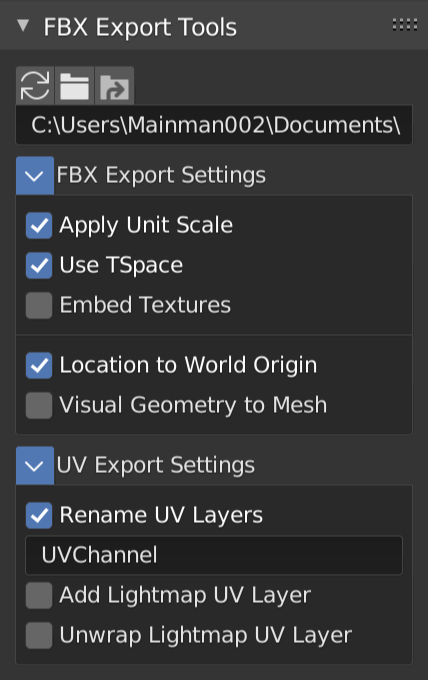 FBX Export Tools
C:\Users\Mainman002\Documents\
FBX Export Settings
Apply Unit Scale
Use TSpace
Embed Textures
Location to World Origin
Visual Geometry to Mesh
UV Export Settings
Rename UV Layers
UVChannel
Add Lightmap UV Layer
Unwrap Lightmap UV Layer